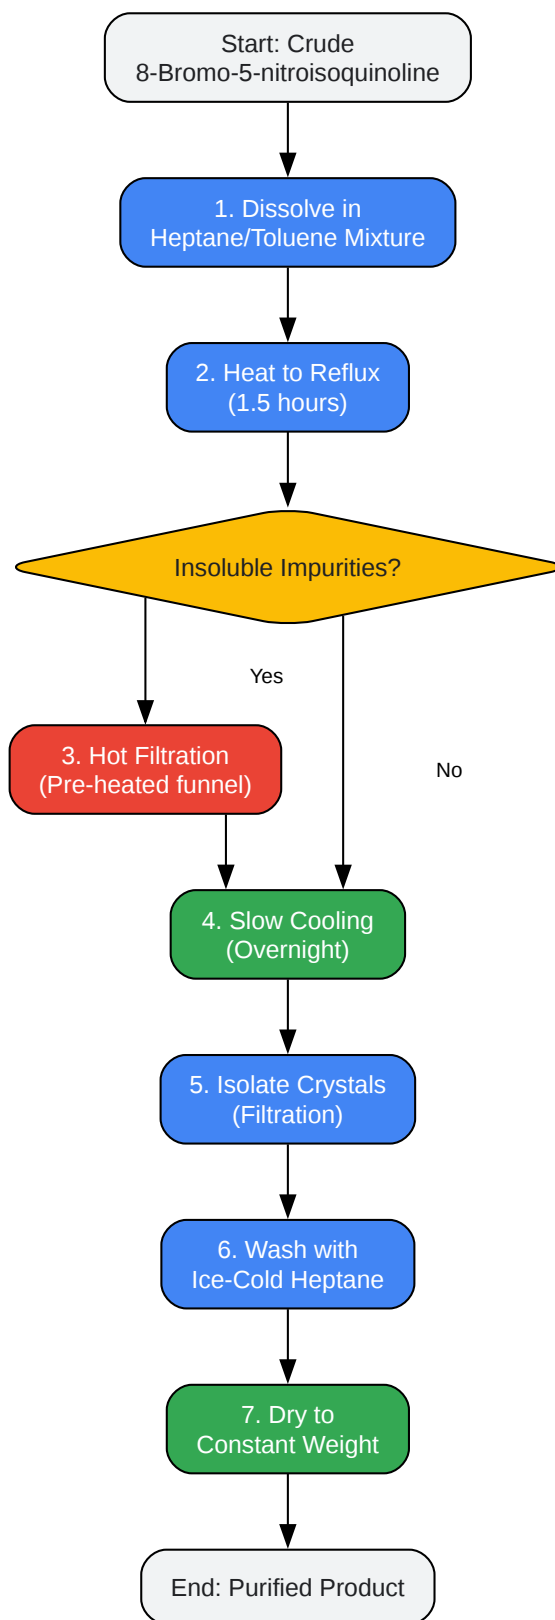 Start: Crude
8-Bromo-5-nitroisoquinoline
1. Dissolve in
Heptane/Toluene Mixture
2. Heat to Reflux
(1.5 hours)
Insoluble Impurities?
Yes
3. Hot Filtration
(Pre-heated funnel)
No
4. Slow Cooling
(Overnight)
5. Isolate Crystals
(Filtration)
6. Wash with
Ice-Cold Heptane
7. Dry to
Constant Weight
End: Purified Product